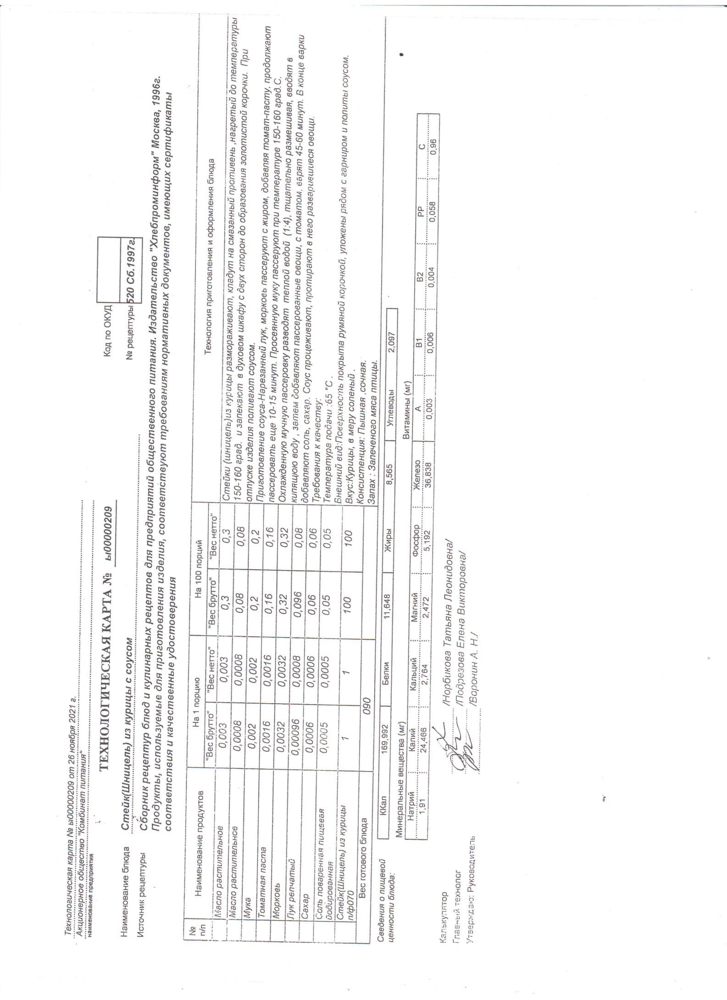 Технологическая карта № ы00000209 от 26 ноября 2021 г.
Акционерное общество "Комбинат питания"
наименование предприятия
ТЕХНОЛОГИЧЕСКАЯ КАРТА № ы00000209
Код по ОКУД
Наименование блюда Стейк(Шницель) из курицы с соусом № рецептуры 520 Сб.1997г.
Источник рецептуры Сборник рецептур блюд и кулинарных рецептов для предприятий общественного питания. Издательство "Хлебпроминформ" Москва, 1996г.
Продукты, используемые для приготовления изделия, соответствуют требованиям нормативных документов, имеющих сертификаты
соответствия и качественные удостоверения
№ п/п Наименование продуктов На 1 порцию На 100 порций Технология приготовления и оформления блюда
"Вес брутто" "Вес нетто" "Вес брутто" "Вес нетто"
Масло растительное 0,003 0,003 0,3 0,3
Масло растительное 0,0008 0,0008 0,08 0,08
Мука 0,002 0,002 0,2 0,2
Томатная паста 0,0016 0,0016 0,16 0,16
Морковь 0,0032 0,0032 0,32 0,32
Лук репчатый 0,00096 0,0008 0,096 0,08
Сахар 0,0006 0,0006 0,06 0,06
Соль поваренная пищевая
йодированная 0,0005 0,0005 0,05 0,05
Стейк(Шницель) из курицы
п/ф070 1 1 100 100
Вес готового блюда 090
Стейки (шницель)из курицы размораживают, кладут на смазанный противень ,нагретый до температуры
150-160 град. и запекают в духовом шкафу с двух сторон до образования золотистой корочки. При
отпуске изделия поливают соусом.
Приготовление соуса-Нарезанный лук, морковь пассеруют с жиром, добавляя томат-пасту, продолжают
пассеровать еще 10-15 минут. Просеянную муку пассеруют при температуре 150-160 град.С.
Охлажденную мучную пассеровку разводят теплой водой (1:4), тщательно размешивая, вводят в
кипящюю воду , затем добавляют пассерованные овощи, с томатом, варят 45-60 минут. В конце варки
добавляют соль, сахар. Соус процеживают, протирают в него разварившиеся овощи.
Требования к качеству:
Температура подачи :65 °С .
Внешний вид:Поверхность покрыта румяной корочкой, уложены рядом с гарниром и политы соусом.
Вкус:Курицы, в меру соленый .
Консистенция: Пышная ,сочная.
Запах : Запеченого мяса птицы.
Сведения о пищевой
ценности блюда:
ККал 169,992 Белки 11,648 Жиры 8,565 Углеводы 2,097
Минеральные вещества (мг) Витамины (мг)
Натрий Калий Кальций Магний Фосфор Железо А В1 В2 РР С
1,91 24,466 2,764 2,472 5,192 36,838 0,003 0,006 0,004 0,058 0,96
Калькулятор /Норбикова Татьяна Леонидовна/
Главный технолог /Подрезова Елена Викторовна/
Утверждаю: Руководитель /Воронин А. Н./